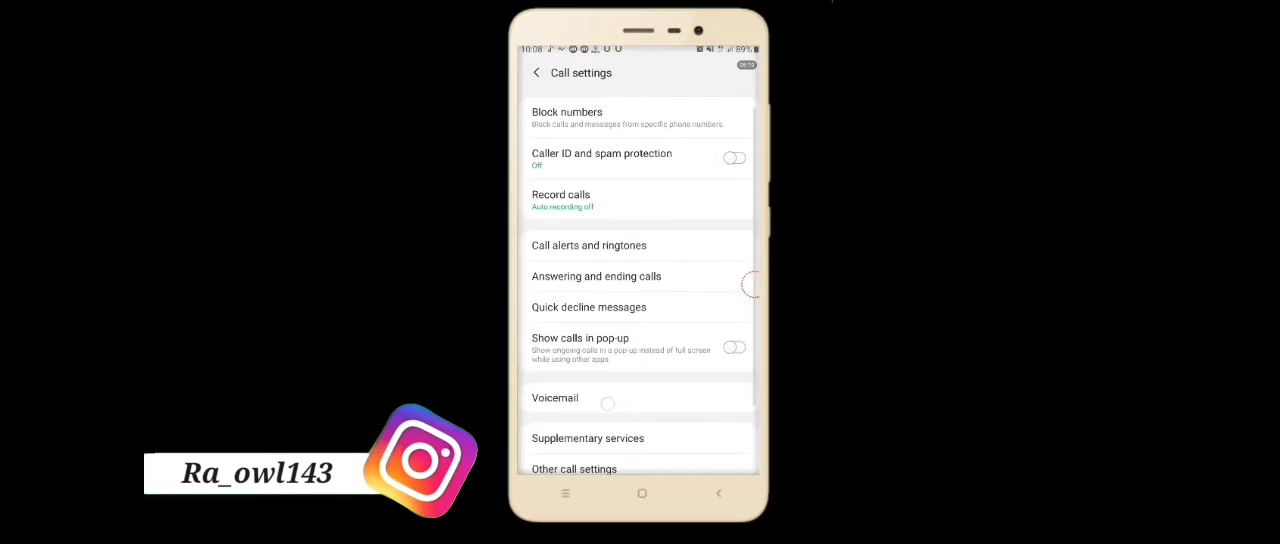 10:08
89%
Call settings
Block numbers
Block calls and messages from specific phone numbers.
Caller ID and spam protection
Off
Record calls
Auto recording off
Call alerts and ringtones
Answering and ending calls
Quick decline messages
Show calls in pop-up
Show ongoing calls in a pop-up instead of full screen
while using other apps.
Voicemail
Supplementary services
Other call settings
Ra_owl143